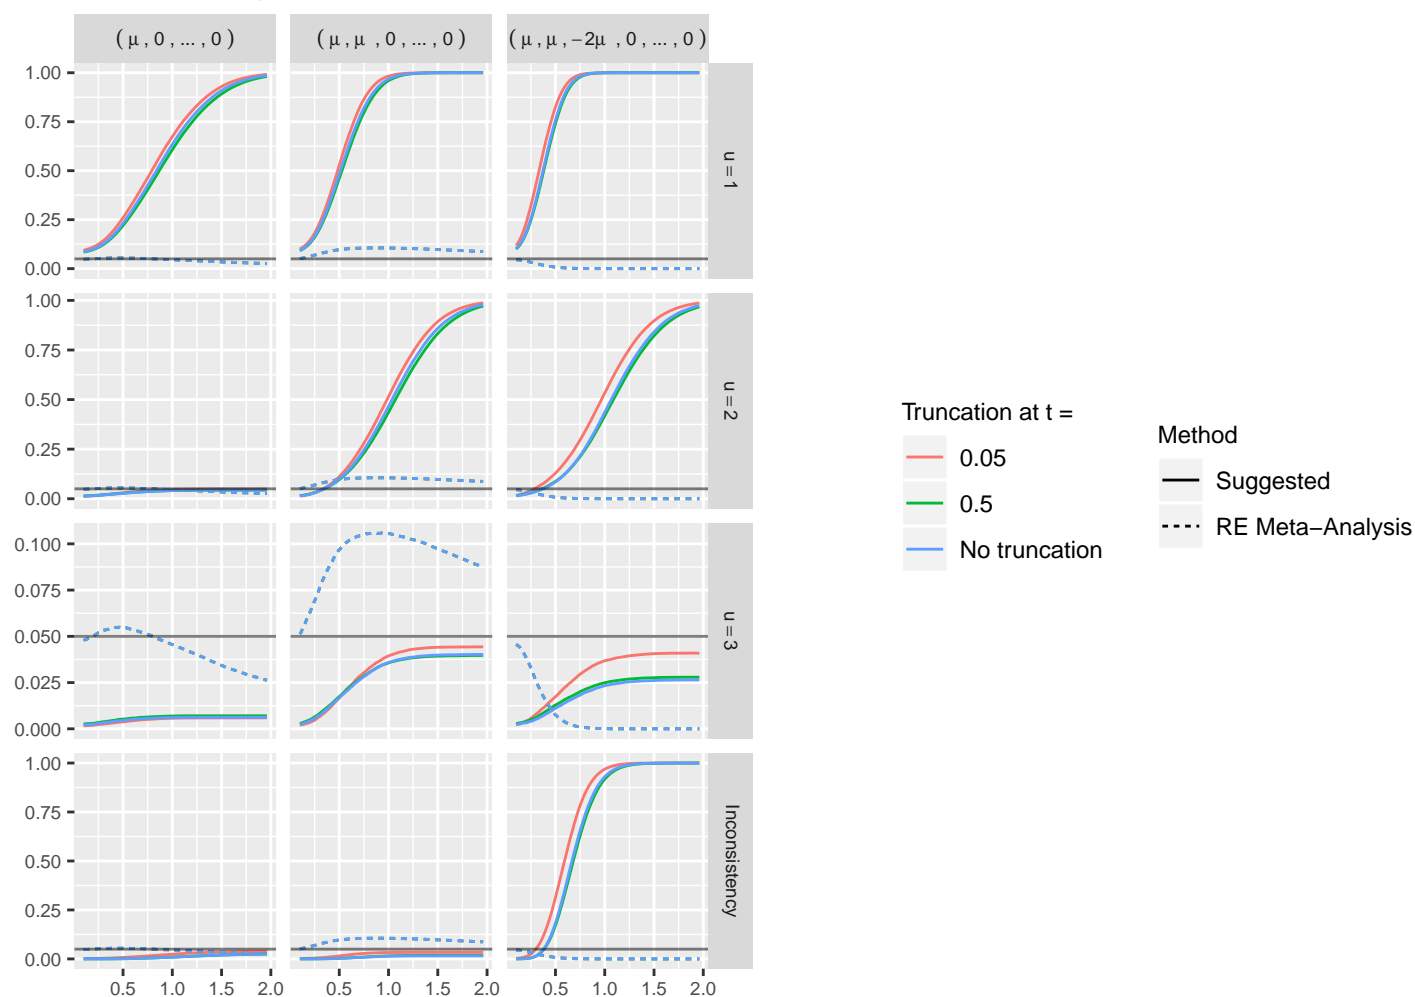 ( μ , 0 , ... , 0 )
( μ , μ , 0 , ... , 0 )
( μ , μ , −2μ , 0 , ... , 0 )
1.00
0.75
0.50
0.25
0.00
u = 1
1.00
0.75
0.50
0.25
0.00
u = 2
0.100
0.075
0.050
0.025
0.000
u = 3
1.00
0.75
0.50
0.25
0.00
Inconsistency
0.5 1.0 1.5 2.0
0.5 1.0 1.5 2.0
0.5 1.0 1.5 2.0
Truncation at t =
0.05
0.5
No truncation
Method
Suggested
RE Meta−Analysis